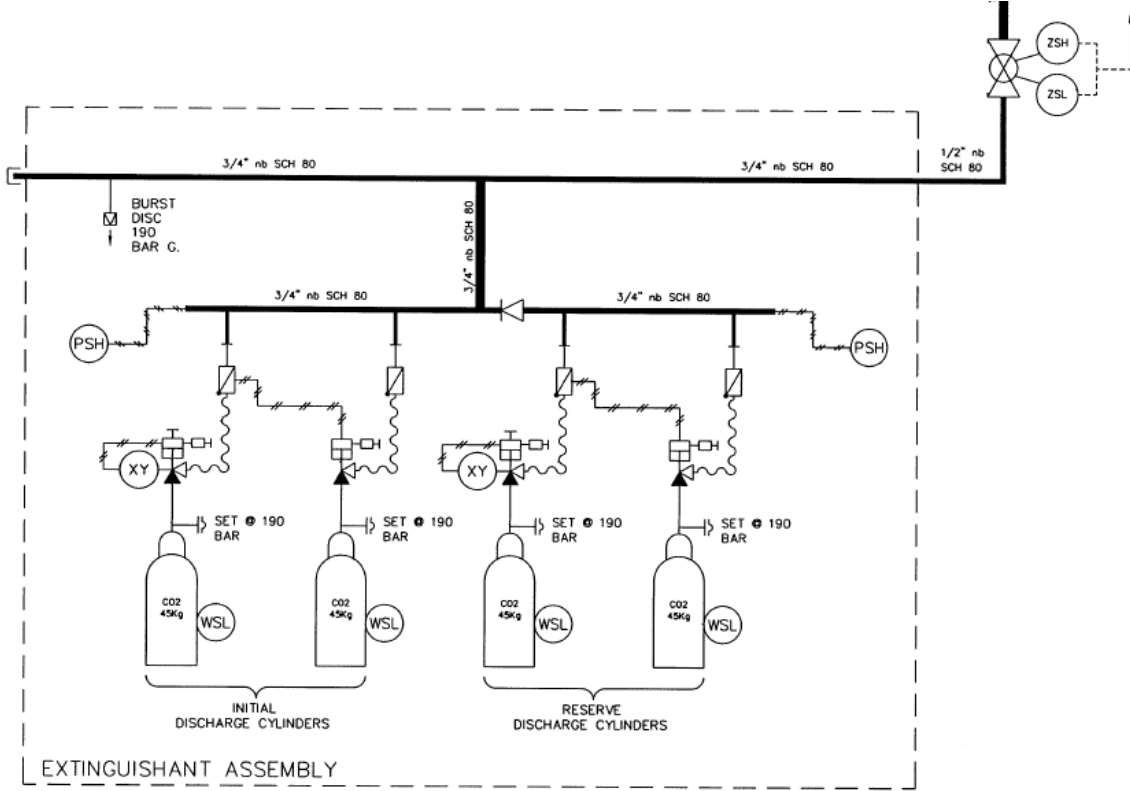 ZSH
ZSL
3/4" nb SCH 80
3/4" nb SCH 80
1/2" nb
SCH 80
BURST
DISC
190
BAR G.
3/4" nb SCH 80
3/4" nb SCH 80
3/4" nb SCH 80
PSH
PSH
XY
XY
SET @ 190
BAR
SET @ 190
BAR
SET @ 190
BAR
SET @ 190
BAR
CO2
45Kg
WSL
CO2
45Kg
WSL
CO2
45Kg
WSL
CO2
45Kg
WSL
INITIAL
DISCHARGE CYLINDERS
RESERVE
DISCHARGE CYLINDERS
EXTINGUISHANT ASSEMBLY